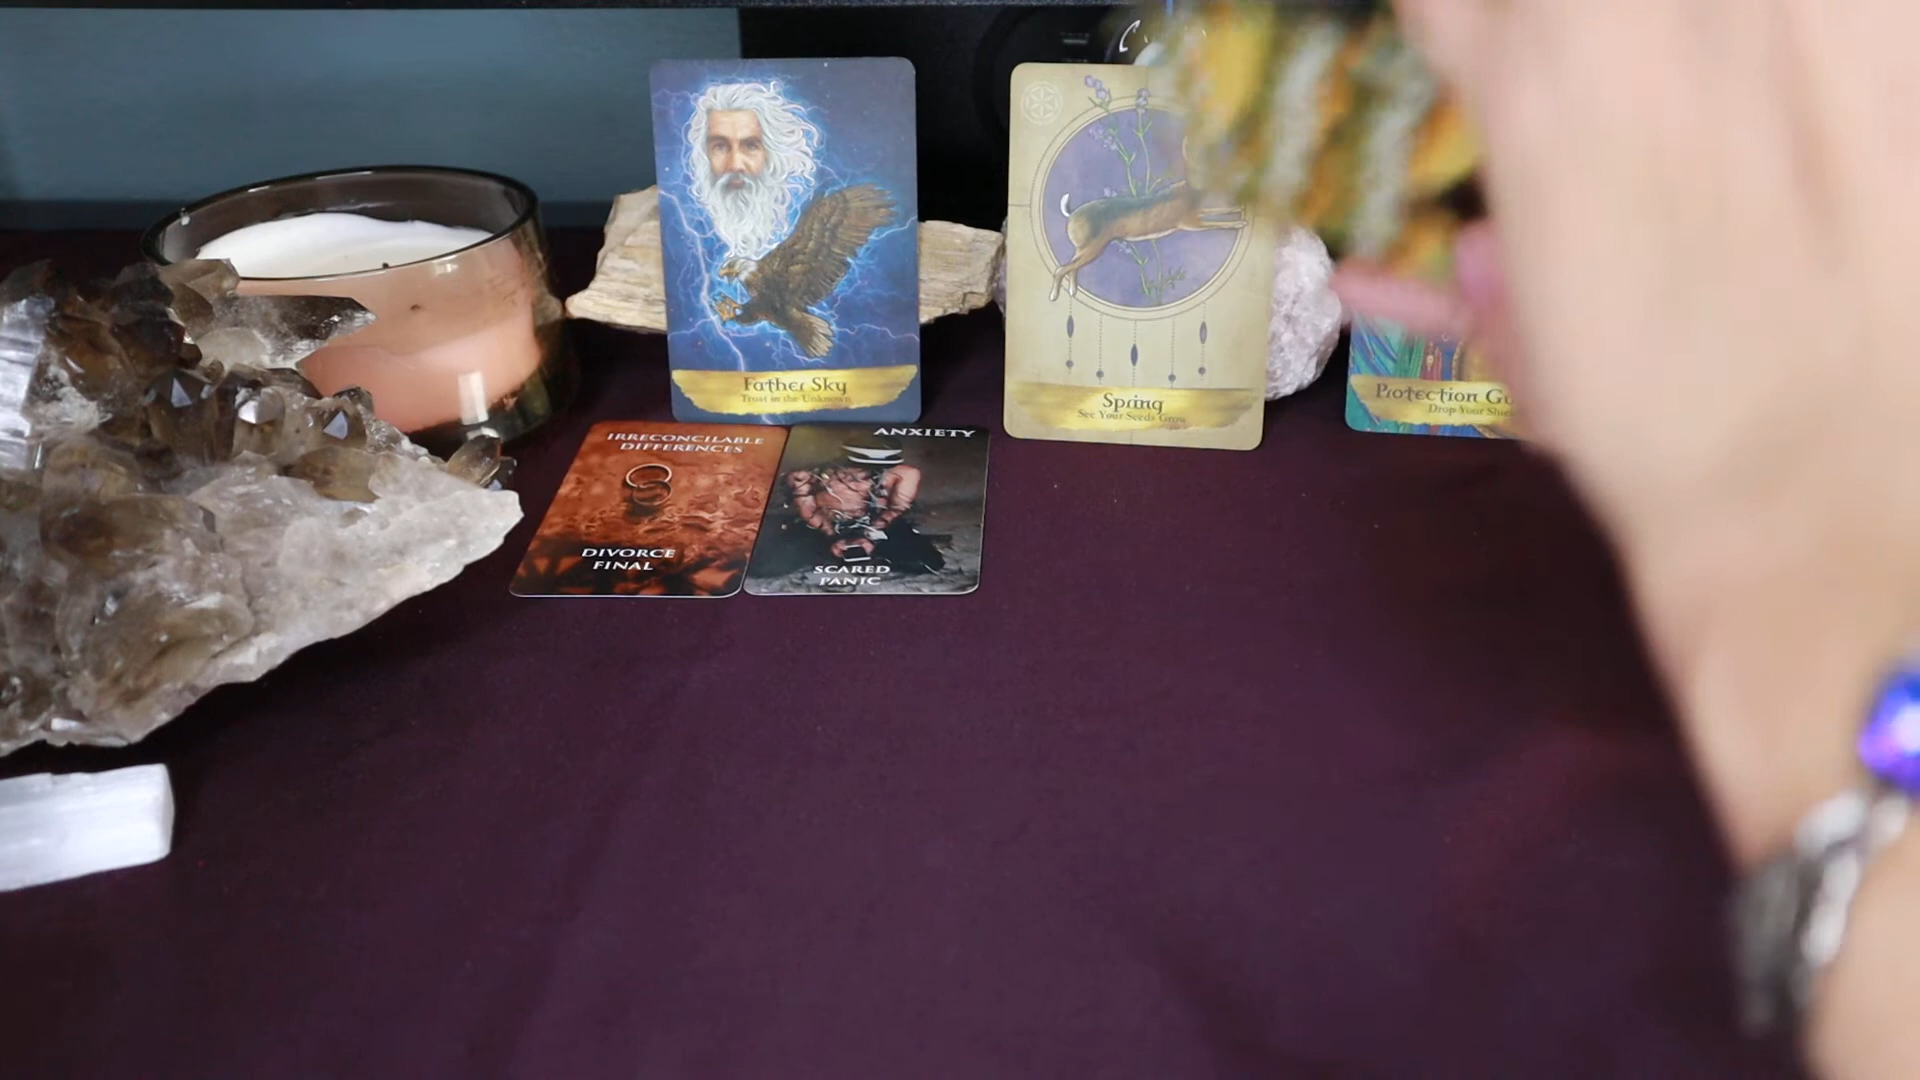 Father Sky
Trust in the Unknown
Spring
See Your Seeds Grow
Protection
Drop Your
IRRECONCILABLE
DIFFERENCES
DIVORCE
FINAL
ANXIETY
SCARED
PANIC